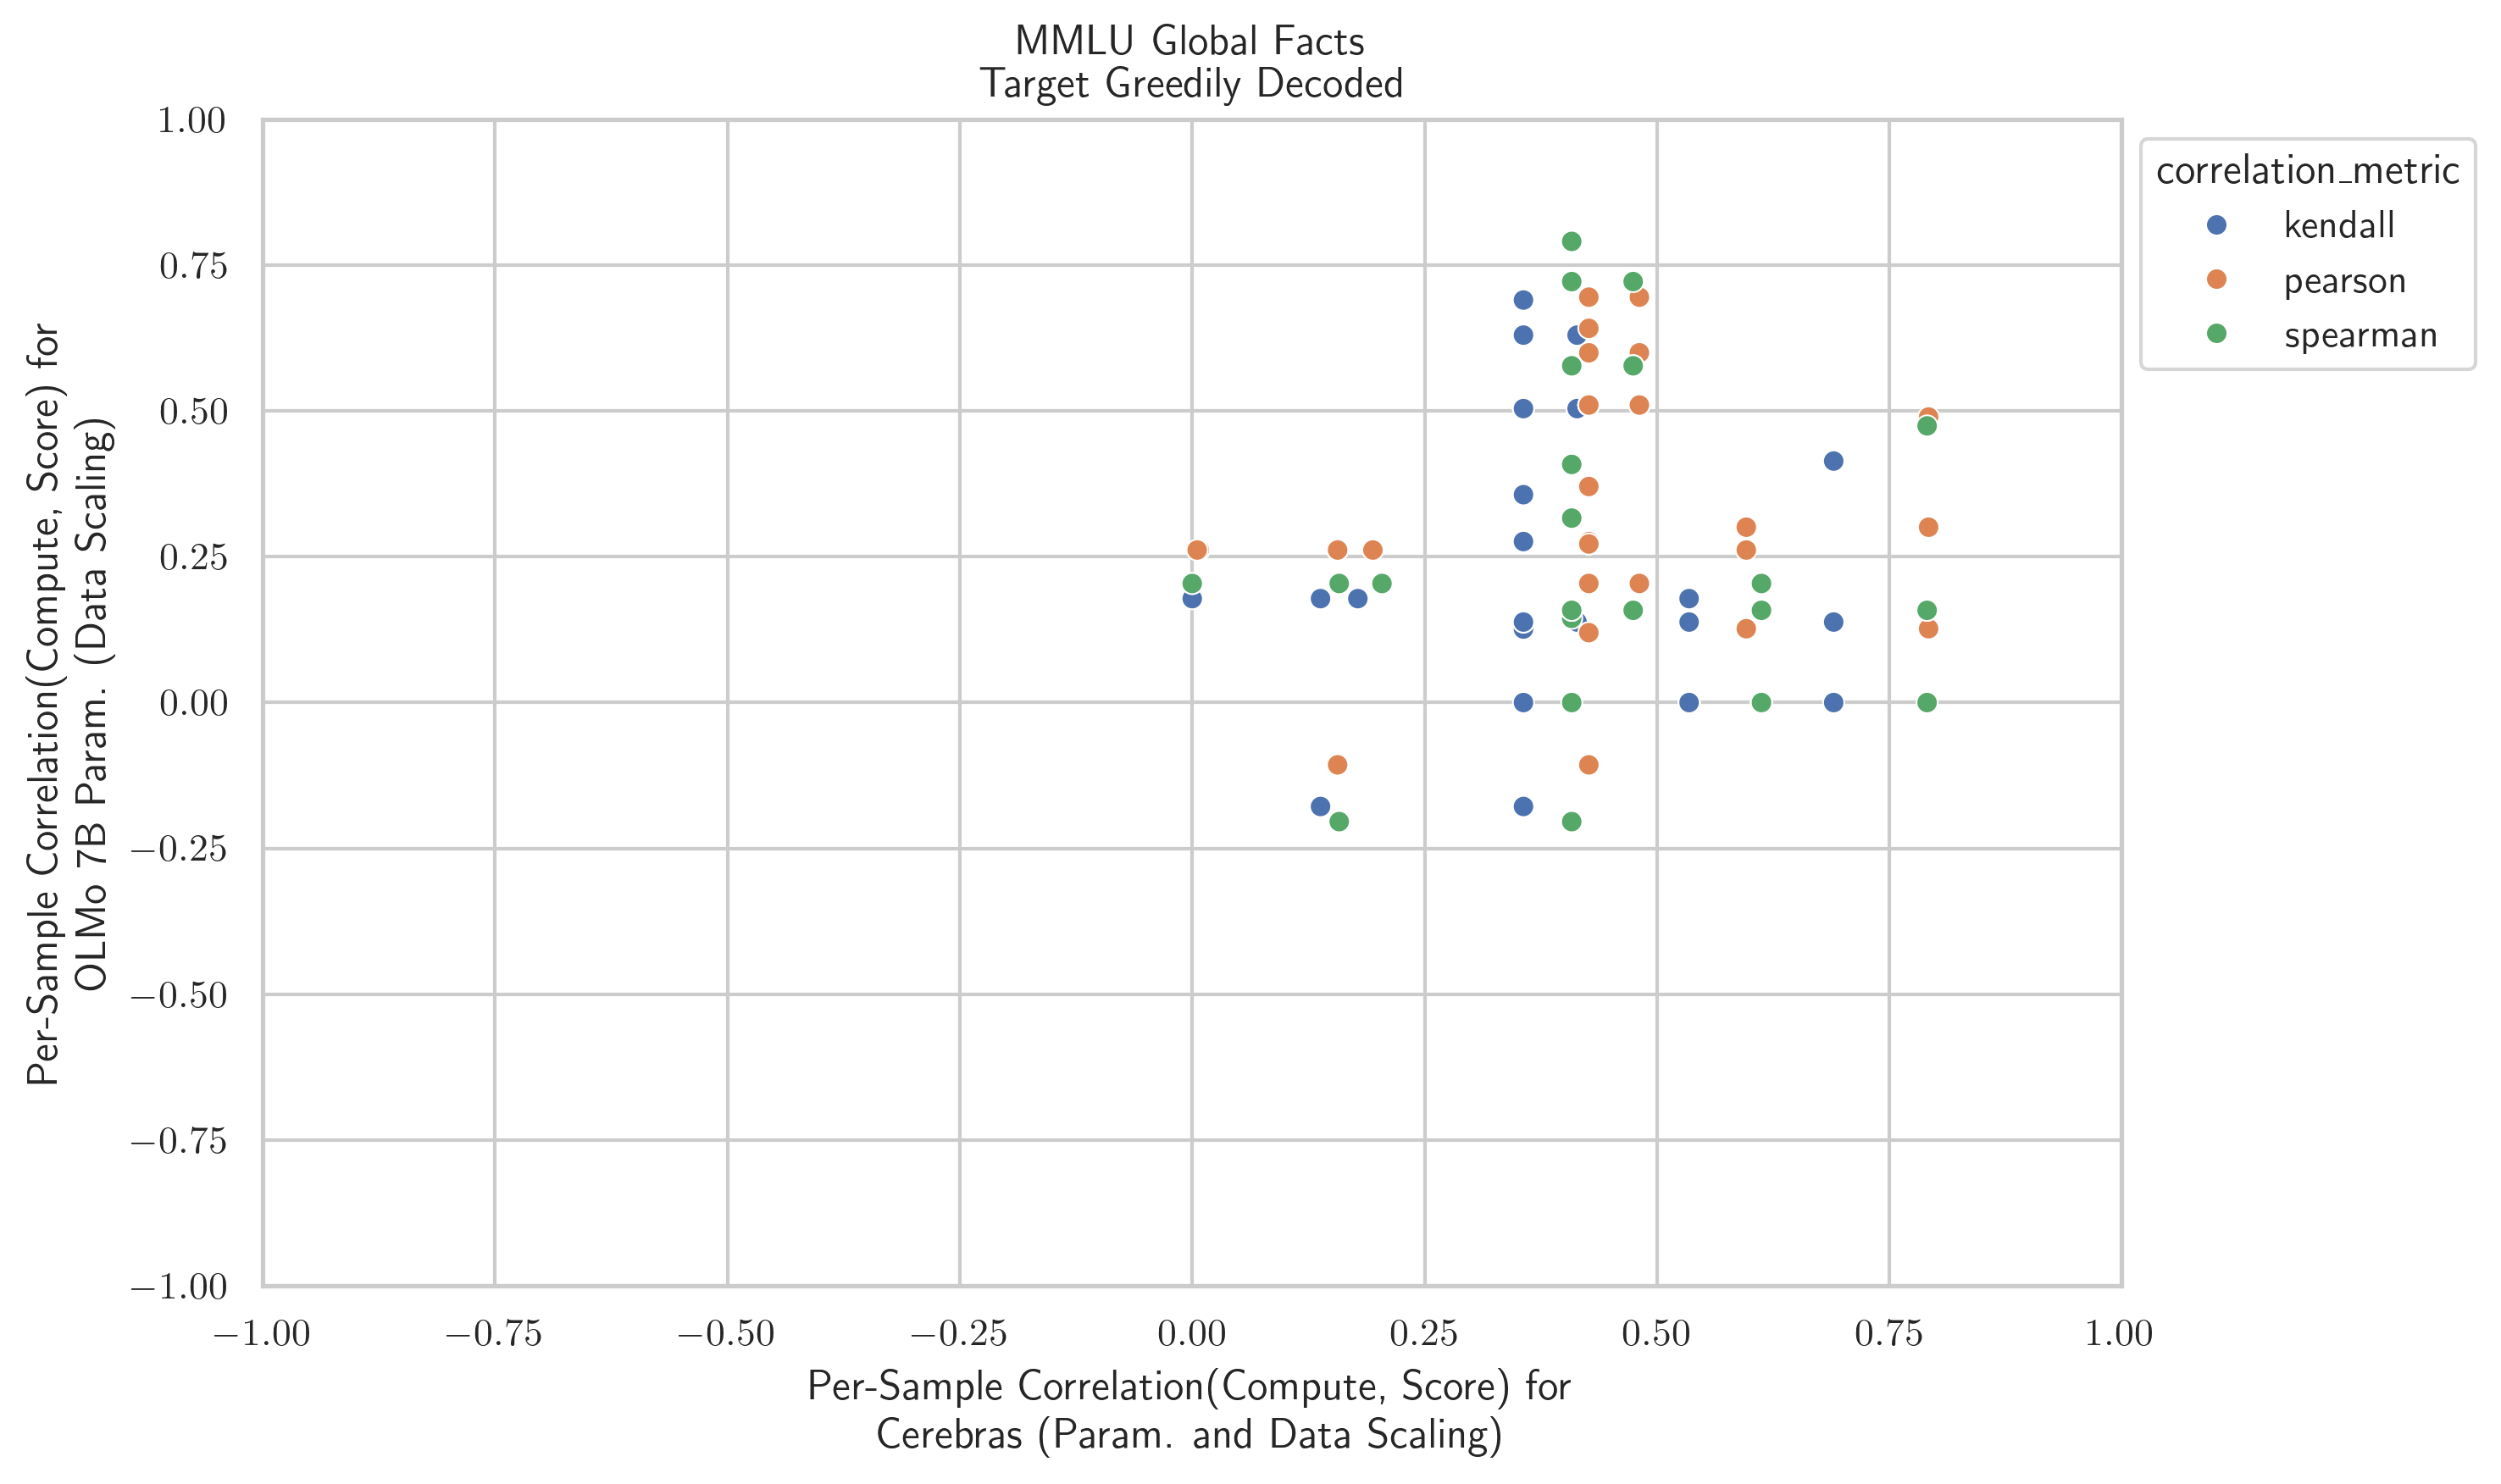 MMLU Global Facts
Target Greedily Decoded
Per-Sample Correlation(Compute, Score) for
OLMo 7B Param. (Data Scaling)
1.00
0.75
0.50
0.25
0.00
−0.25
−0.50
−0.75
−1.00
−1.00 −0.75 −0.50 −0.25 0.00 0.25 0.50 0.75 1.00
Per-Sample Correlation(Compute, Score) for
Cerebras (Param. and Data Scaling)
correlation_metric
kendall
pearson
spearman